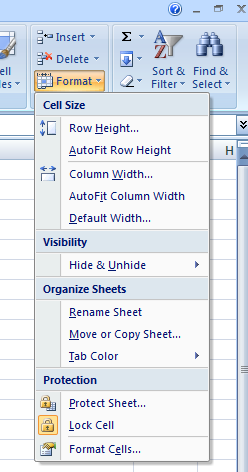 Insert
Delete
Format
Sort &
Filter
Find &
Select
Cell Size
Row Height...
AutoFit Row Height
Column Width...
AutoFit Column Width
Default Width...
Visibility
Hide & Unhide
Organize Sheets
Rename Sheet
Move or Copy Sheet...
Tab Color
Protection
Protect Sheet...
Lock Cell
Format Cells...
H